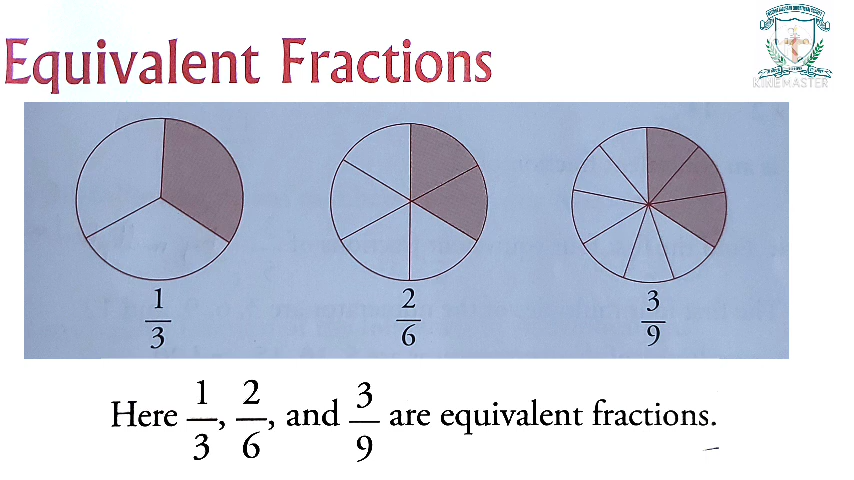 Equivalent Fractions
KINEMASTER
1/3 2/6 3/9
Here 1/3, 2/6, and 3/9 are equivalent fractions.